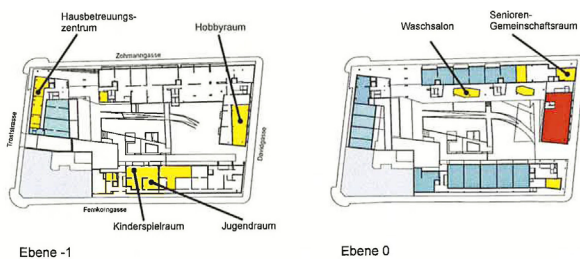 Hausbetreuungs-
zentrum
Hobbyraum
Zohmanngasse
Troststrasse
Davidgasse
Fernkorngasse
Kinderspielraum
Jugendraum
Ebene -1
Waschsalon
Senioren-
Gemeinschaftsraum
Ebene 0